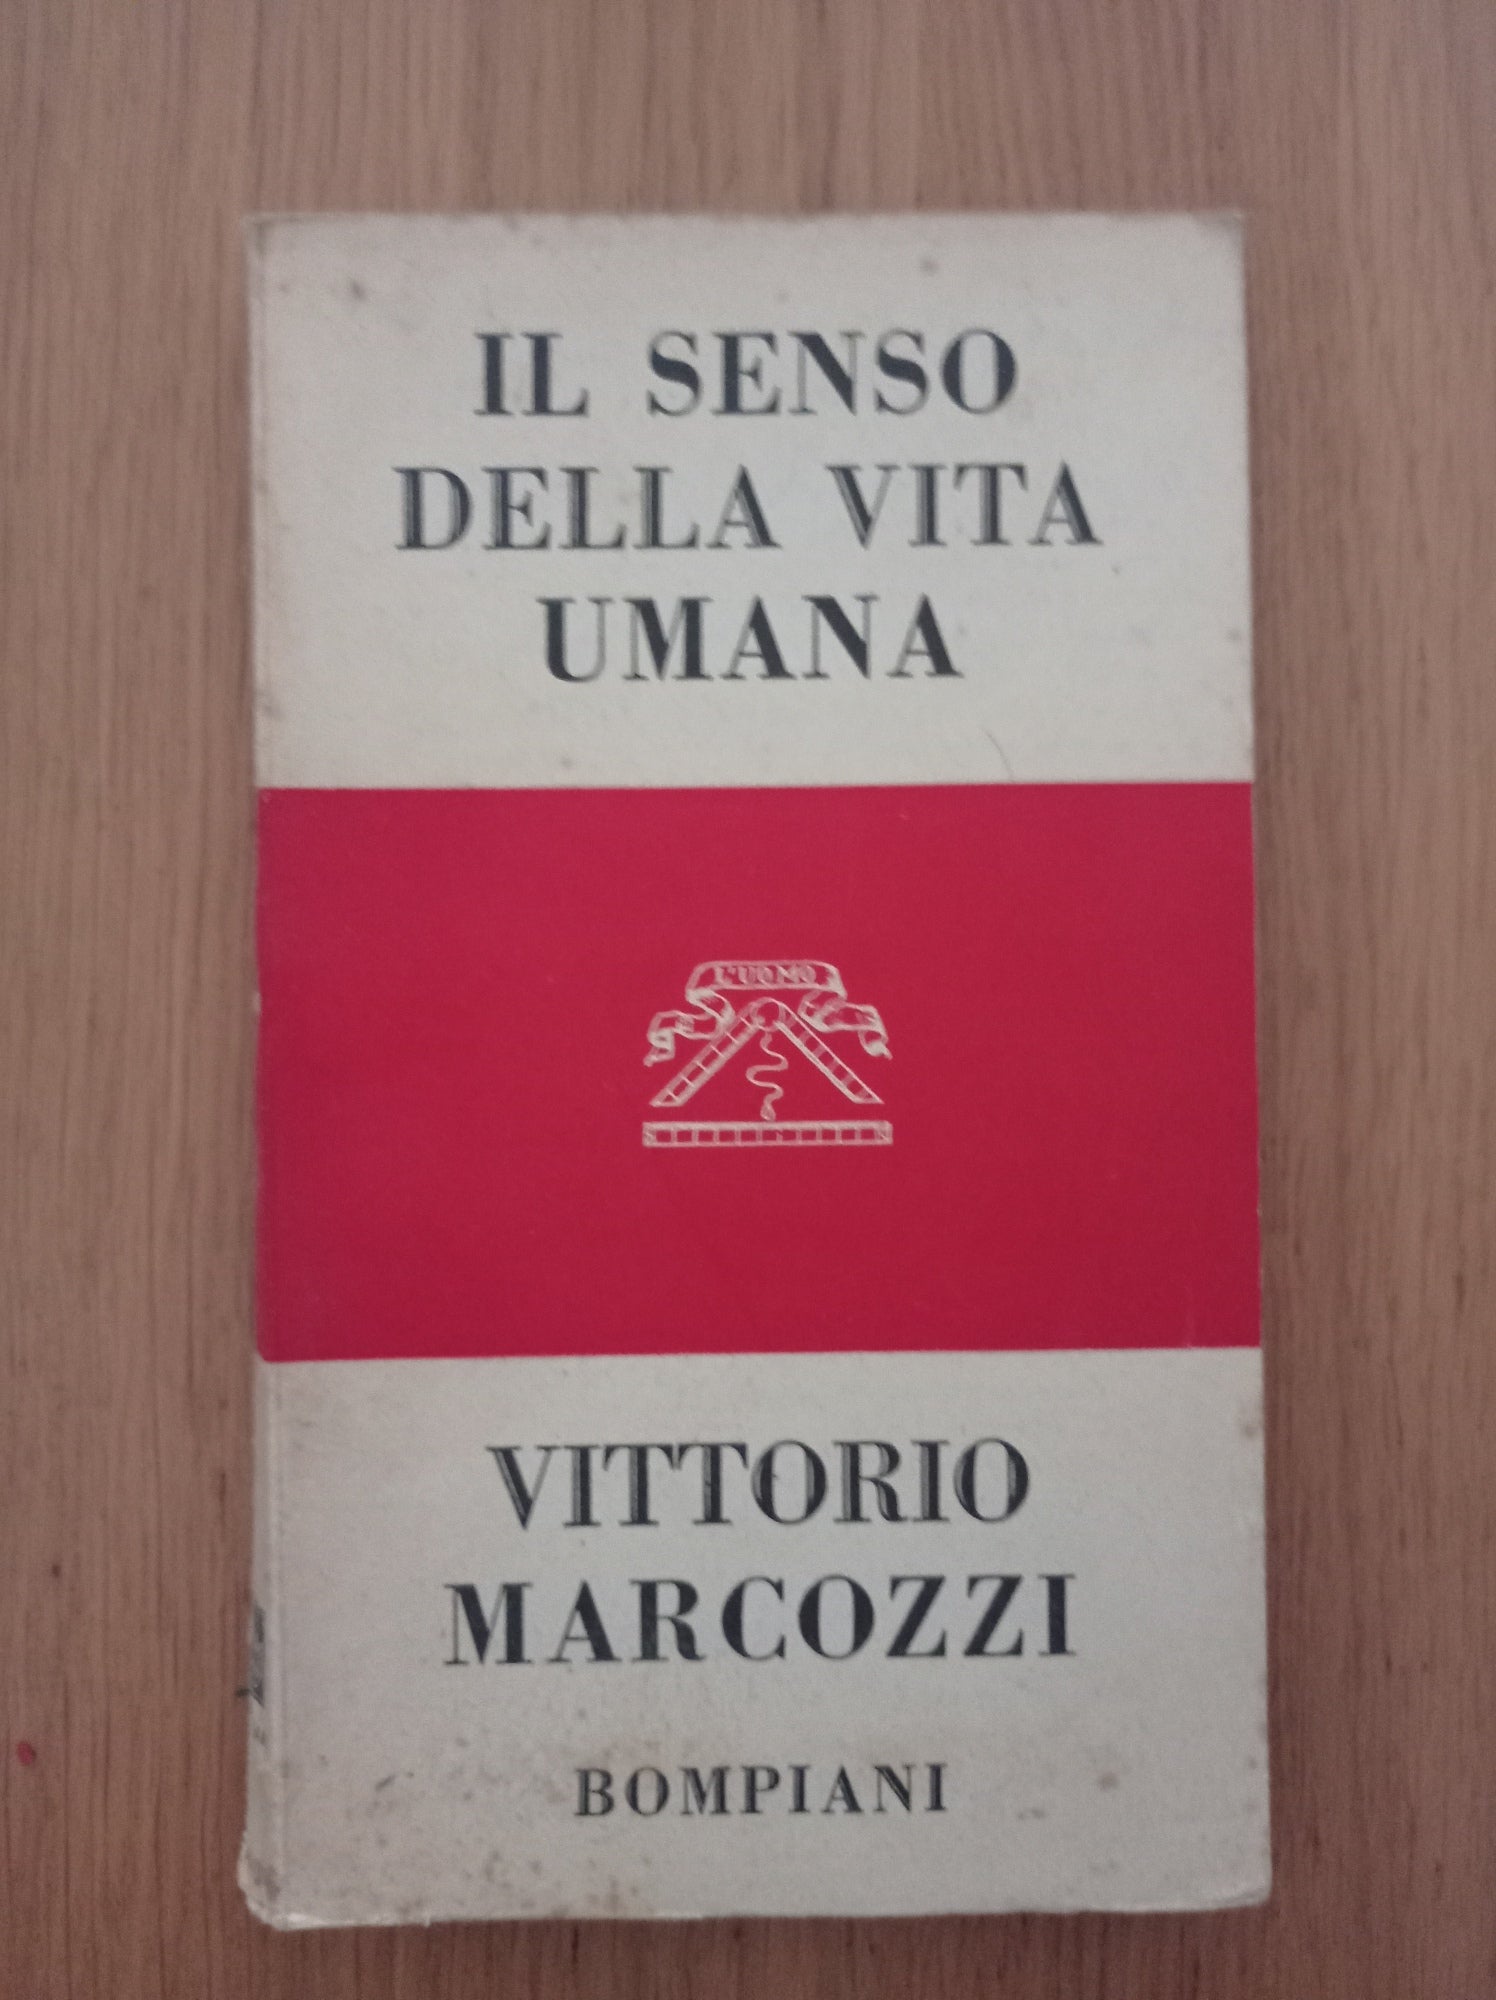 IL SENSO
DELLA VITA
UMANA
L'UOMO
VITTORIO
MARCOZZI
BOMPIANI